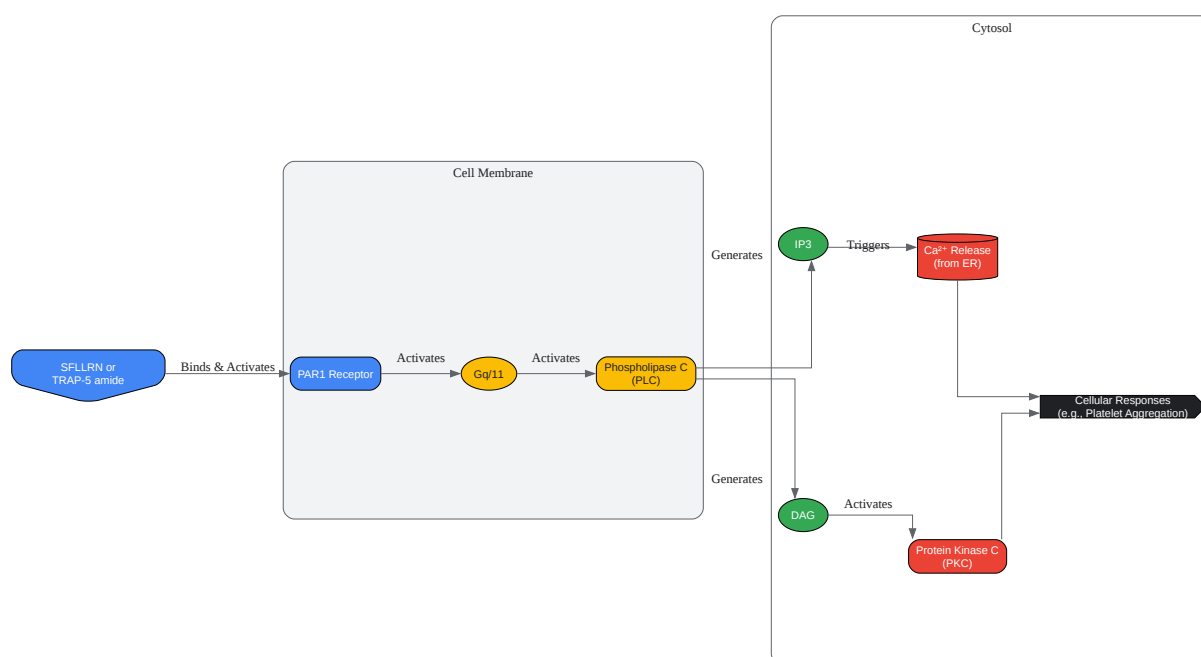 Cytosol
Cell Membrane
Generates
IP3
Triggers
Ca²⁺ Release
(from ER)
SFLLRN or
TRAP-5 amide
Binds & Activates
PAR1 Receptor
Activates
Gq/11
Activates
Phospholipase C
(PLC)
Cellular Responses
(e.g., Platelet Aggregation)
Generates
DAG
Activates
Protein Kinase C
(PKC)